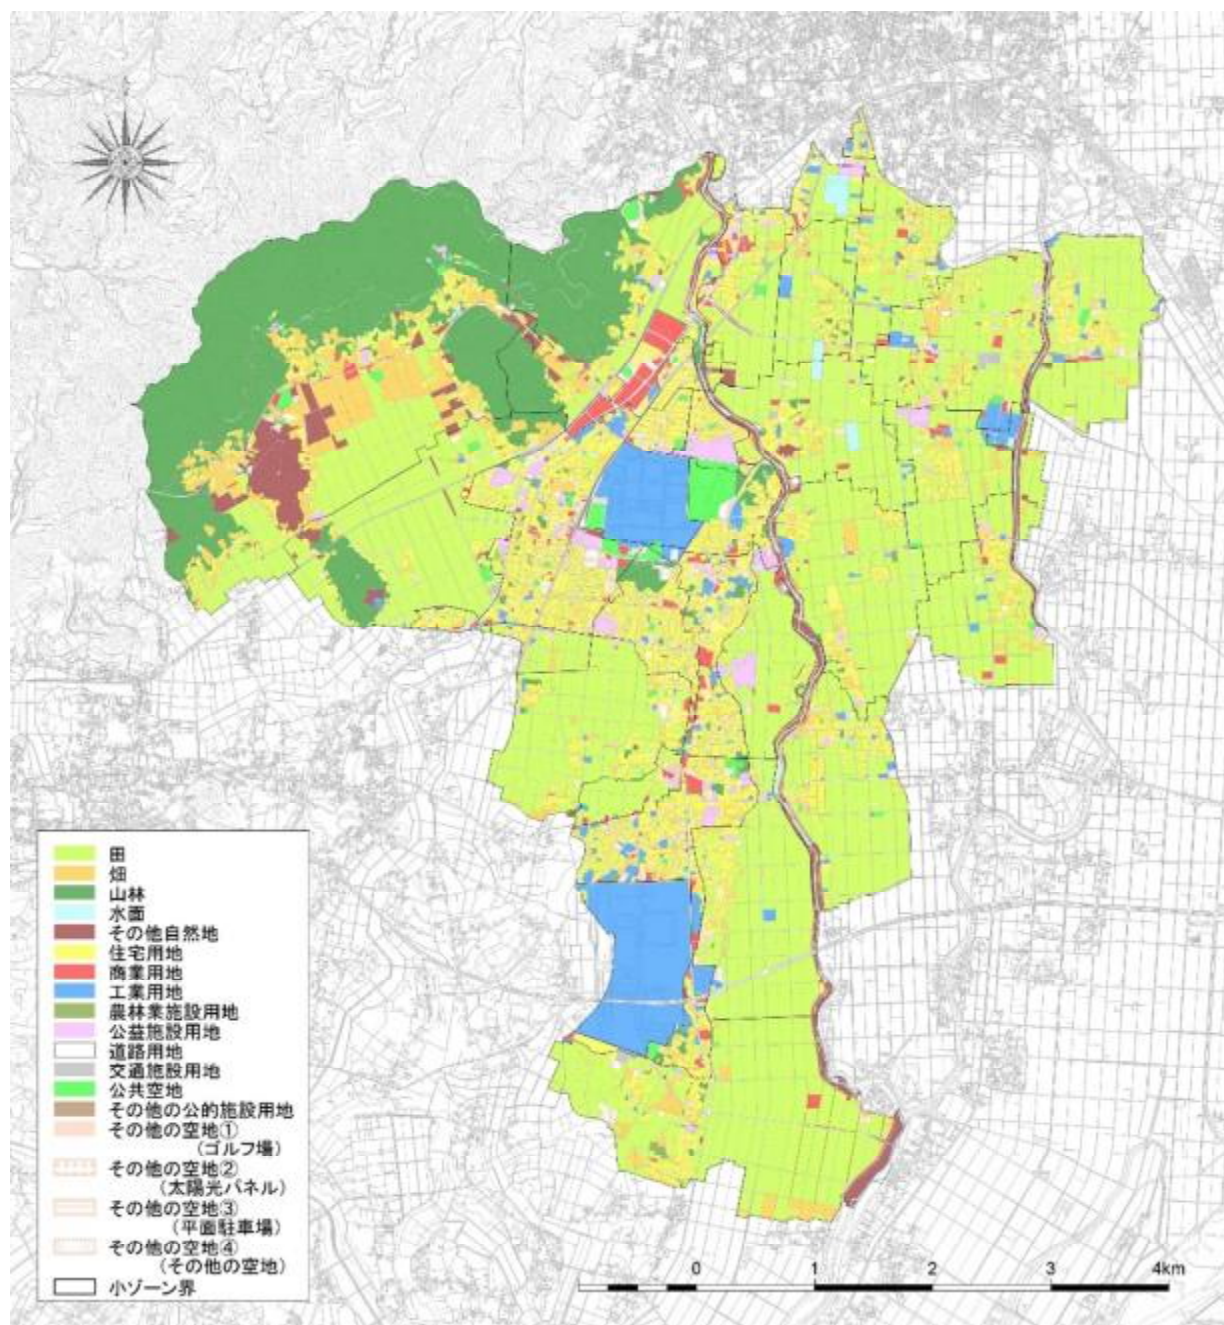 田
畑
山林
水面
その他自然地
住宅用地
商業用地
工業用地
農林業施設用地
公益施設用地
道路用地
交通施設用地
公共空地
その他の公的施設用地
その他の空地①
（ゴルフ場）
その他の空地②
（太陽光パネル）
その他の空地③
（平面駐車場）
その他の空地④
（その他の空地）
小ゾーン界
0 1 2 3 4km